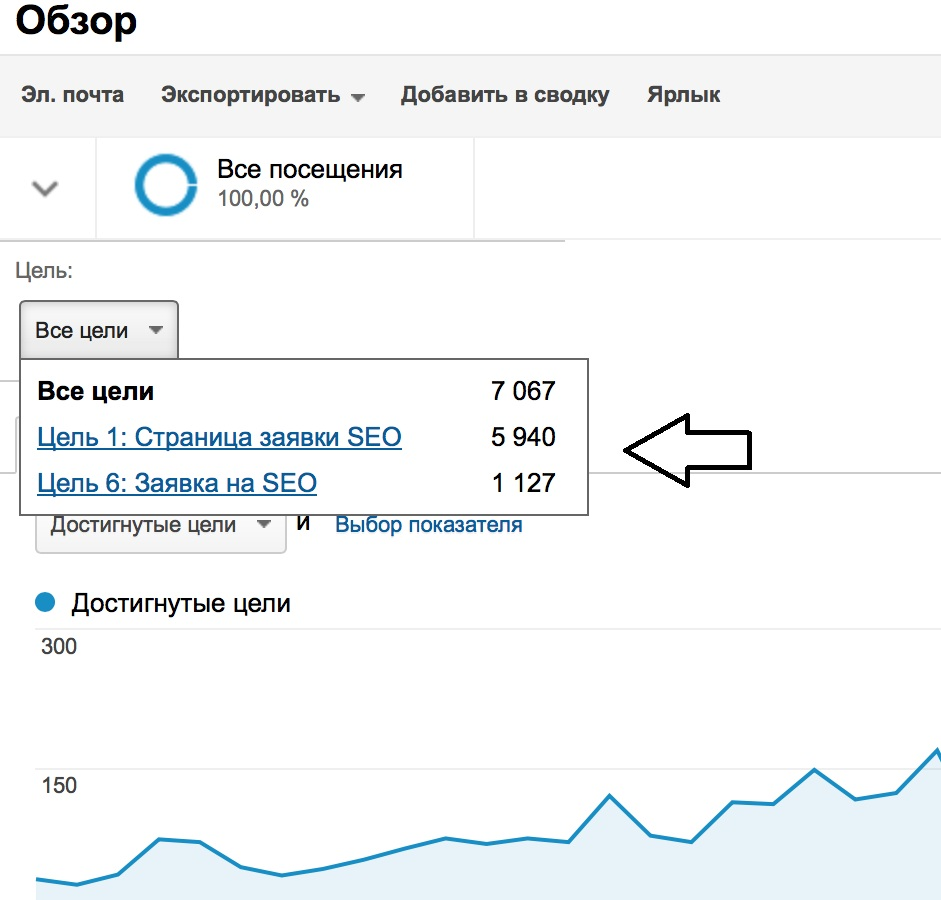 Обзор
Эл. почта Экспортировать Добавить в сводку Ярлык
Все посещения
100,00 %
Цель:
Все цели
Все цели 7 067
Цель 1: Страница заявки SEO 5 940
Цель 6: Заявка на SEO 1 127
Достигнутые цели и Выбор показателя
Достигнутые цели
300
150